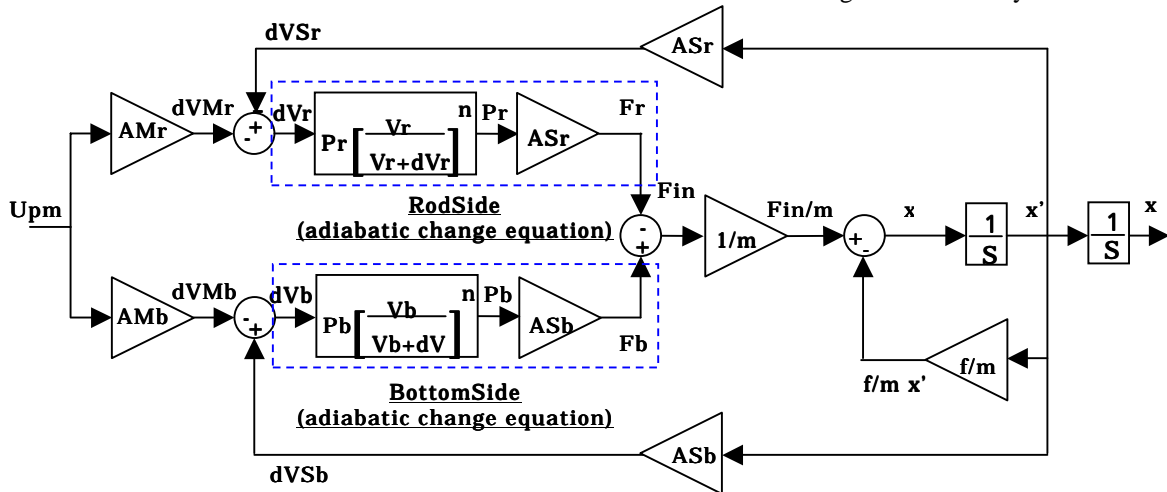 dVSr
ASr
dVMr
AMr
+
-
dVr
Pr [ Vr / Vr+dVr ] n
Pr
ASr
Fr
RodSide
(adiabatic change equation)
Upm
Fin
-
+
1/m
Fin/m
+
-
x
1/S
x'
1/S
x
dVMb
AMb
-
+
dVb
Pb [ Vb / Vb+dV ] n
Pb
ASb
Fb
BottomSide
(adiabatic change equation)
f/m
f/m x'
ASb
dVSb